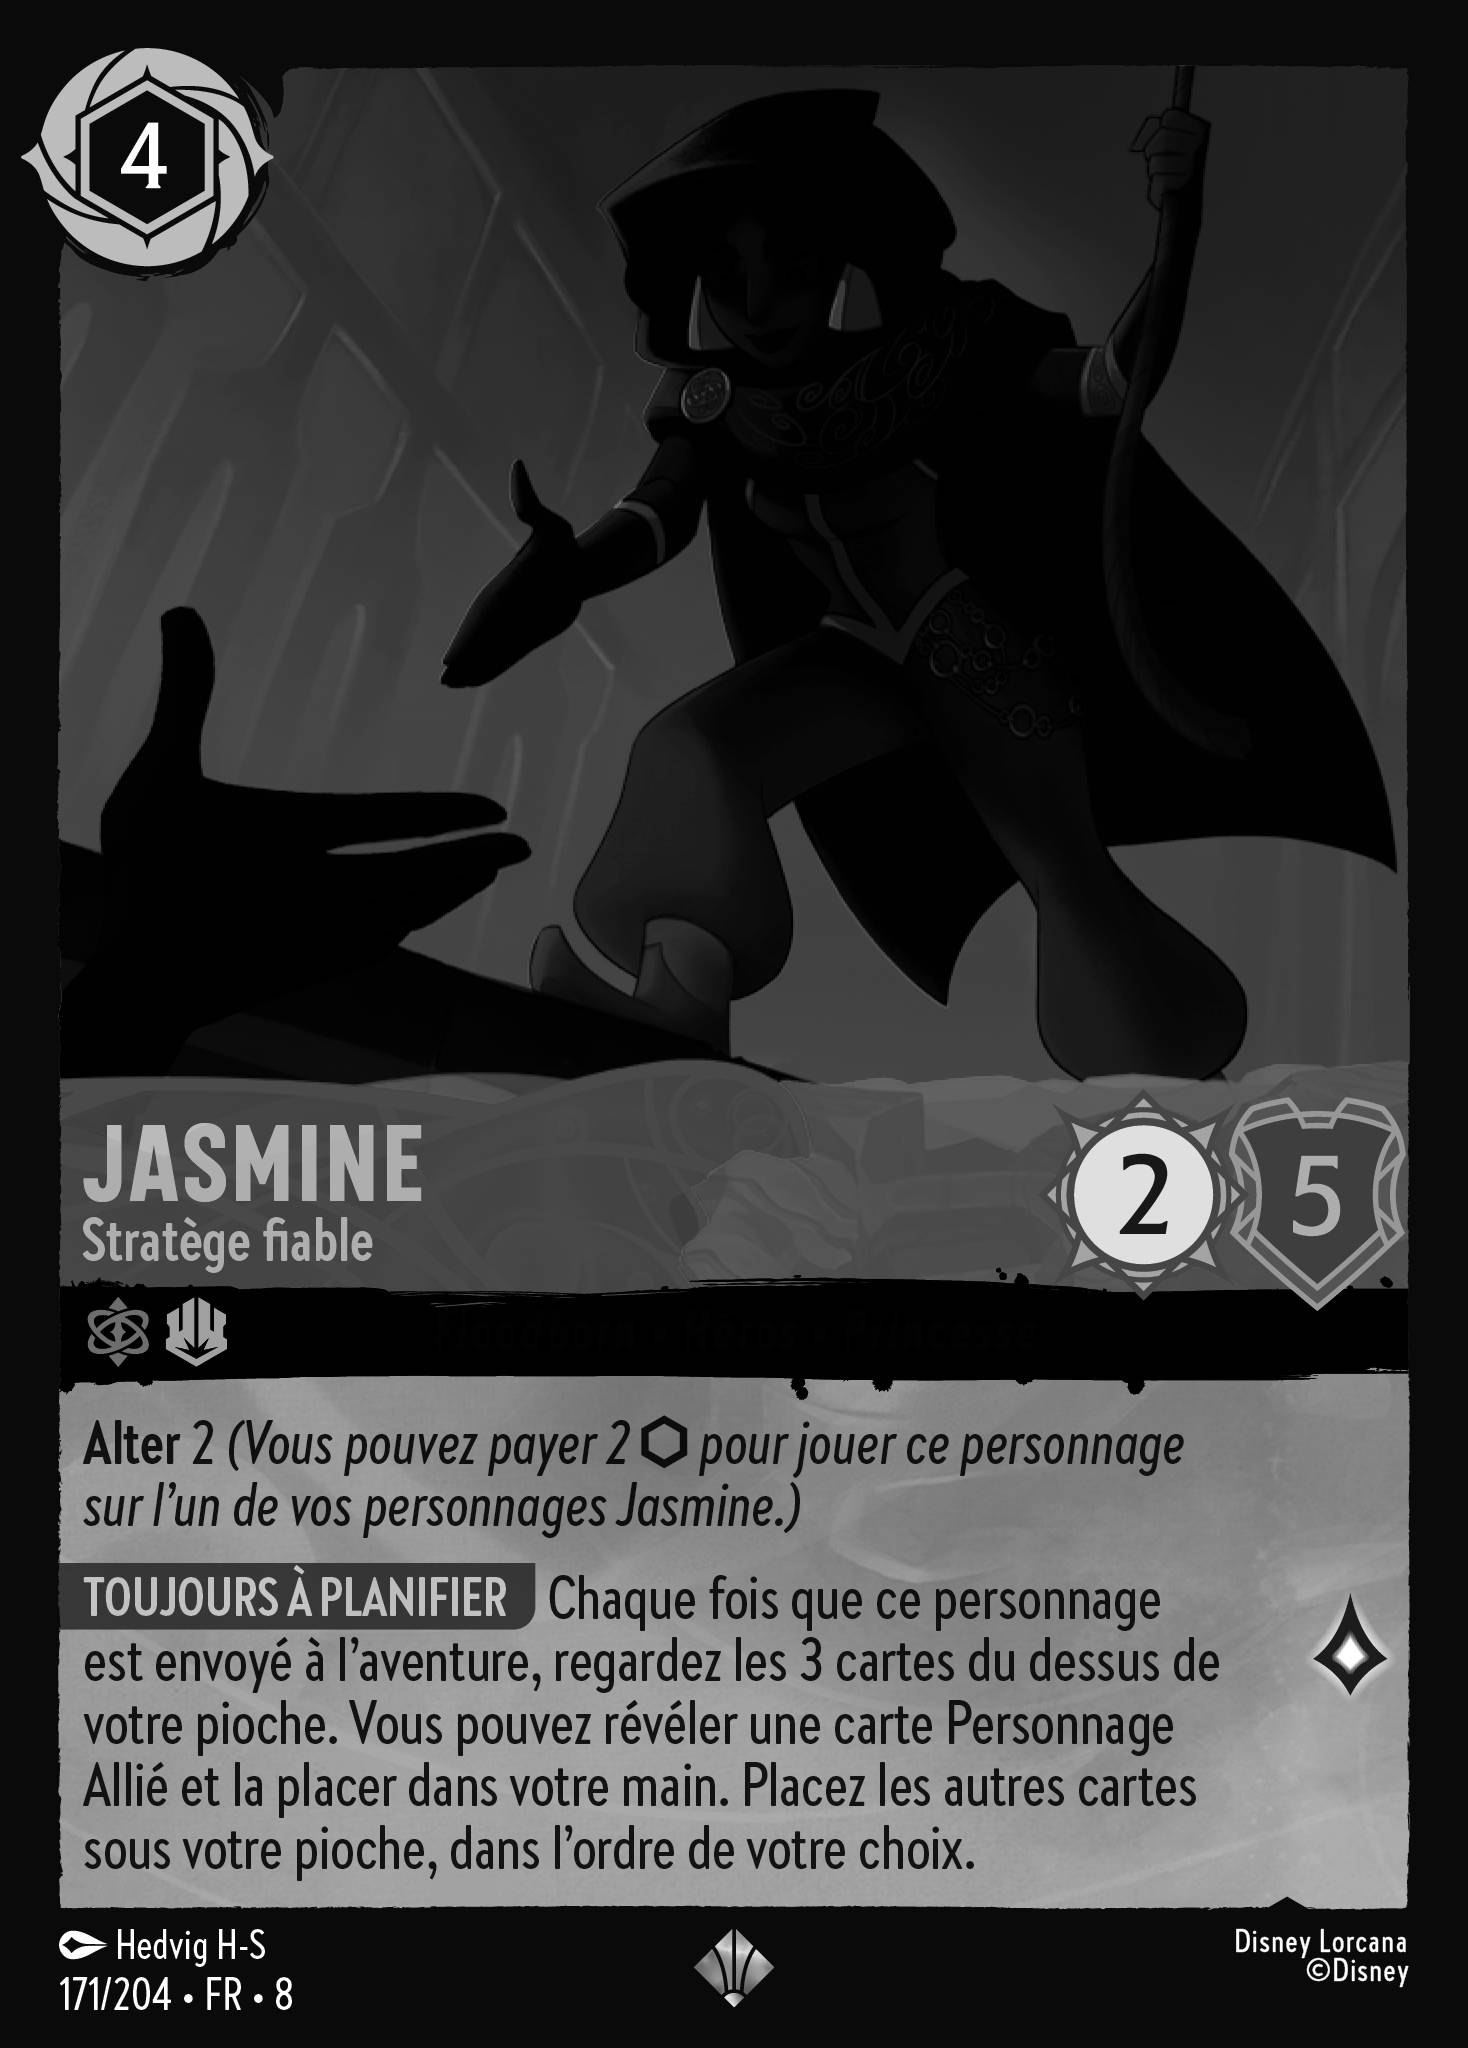 4
JASMINE
Stratège fiable
2
5
Floodborn • Héros • Princesse
Alter 2 (Vous pouvez payer 2 pour jouer ce personnage
sur l'un de vos personnages Jasmine.)
TOUJOURS À PLANIFIER Chaque fois que ce personnage
est envoyé à l'aventure, regardez les 3 cartes du dessus de
votre pioche. Vous pouvez révéler une carte Personnage
Allié et la placer dans votre main. Placez les autres cartes
sous votre pioche, dans l'ordre de votre choix.
Hedvig H-S
171/204 • FR • 8
Disney Lorcana
©Disney